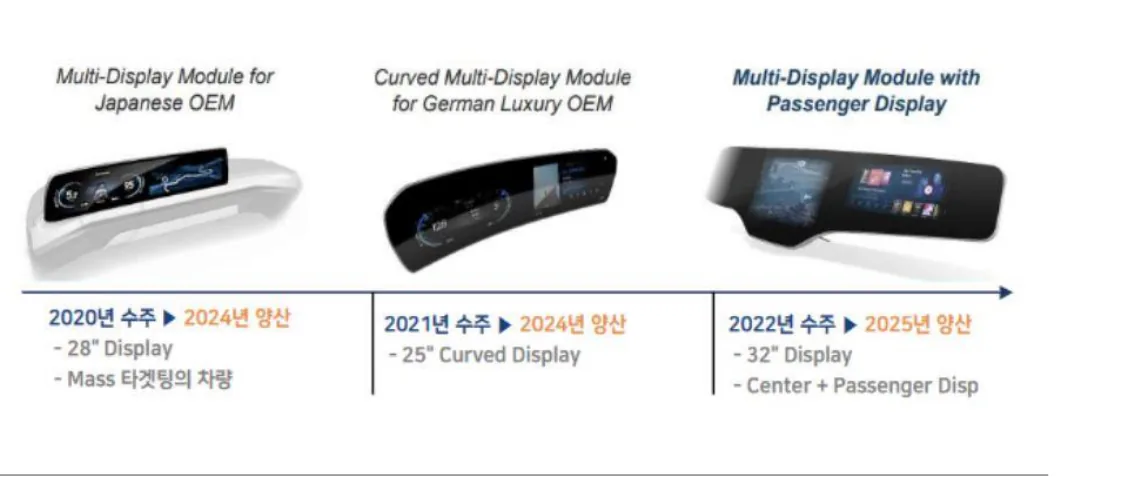 Multi-Display Module for
Japanese OEM
Curved Multi-Display Module
for German Luxury OEM
Multi-Display Module with
Passenger Display
2020년 수주 ▶ 2024년 양산
- 28" Display
- Mass 타겟팅의 차량
2021년 수주 ▶ 2024년 양산
- 25" Curved Display
2022년 수주 ▶ 2025년 양산
- 32" Display
- Center + Passenger Disp